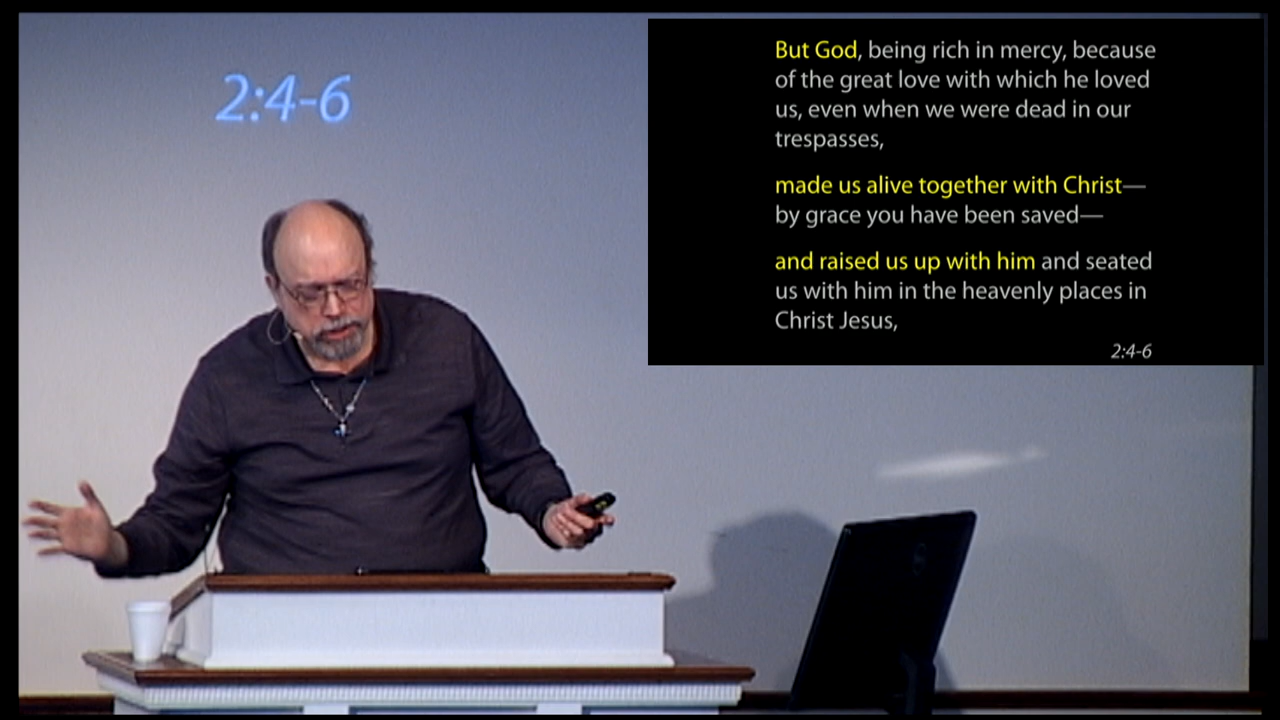 2:4-6
But God, being rich in mercy, because
of the great love with which he loved
us, even when we were dead in our
trespasses,
made us alive together with Christ—
by grace you have been saved—
and raised us up with him and seated
us with him in the heavenly places in
Christ Jesus,
2:4-6